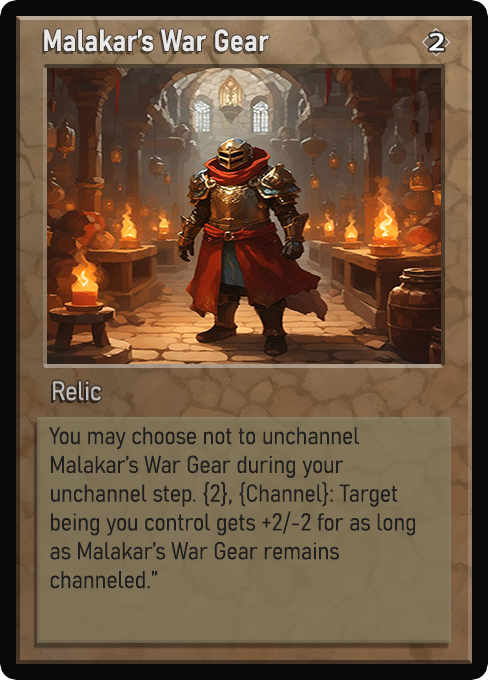 Malakar's War Gear 2
Relic
You may choose not to unchannel
Malakar's War Gear during your
unchannel step. {2}, {Channel}: Target
being you control gets +2/-2 for as long
as Malakar's War Gear remains
channeled.”